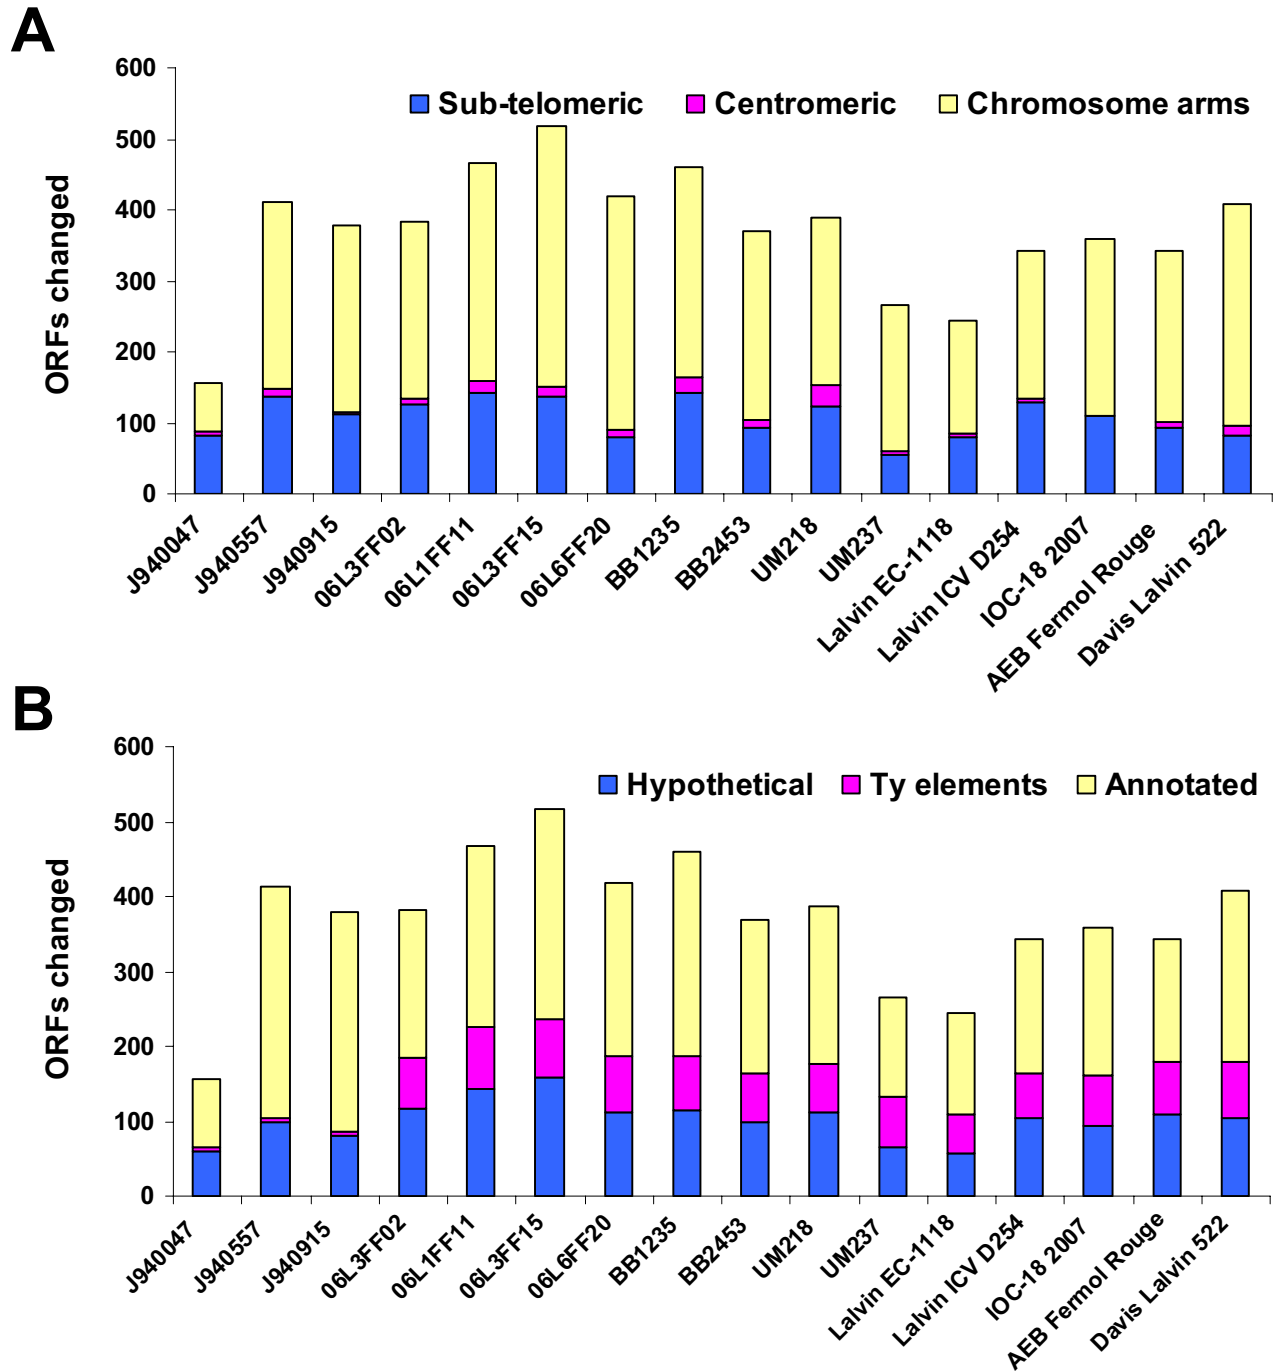 A
600
500
400
300
200
100
0
ORFs changed
Sub-telomeric Centromeric Chromosome arms
J940047 J940557 J940915 06L3FF02 06L1FF11 06L3FF15 06L6FF20 BB1235 BB2453 UM218 UM237 Lalvin EC-1118 Lalvin ICV D254 IOC-18 2007 AEB Fermol Rouge Davis Lalvin 522
B
600
500
400
300
200
100
0
ORFs changed
Hypothetical Ty elements Annotated
J940047 J940557 J940915 06L3FF02 06L1FF11 06L3FF15 06L6FF20 BB1235 BB2453 UM218 UM237 Lalvin EC-1118 Lalvin ICV D254 IOC-18 2007 AEB Fermol Rouge Davis Lalvin 522